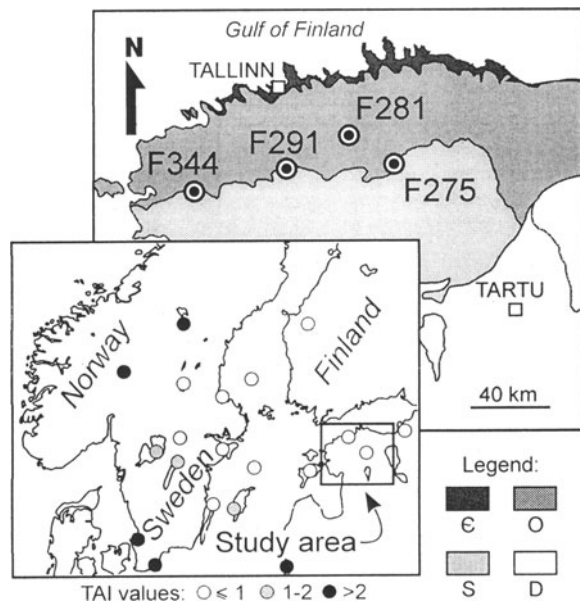 Gulf of Finland
N
TALLINN
F281
F291
F344
F275
TARTU
40 km
Norway
Finland
Sweden
Study area
Legend:
Є O
S D
TAI values: ≤ 1 1-2 >2